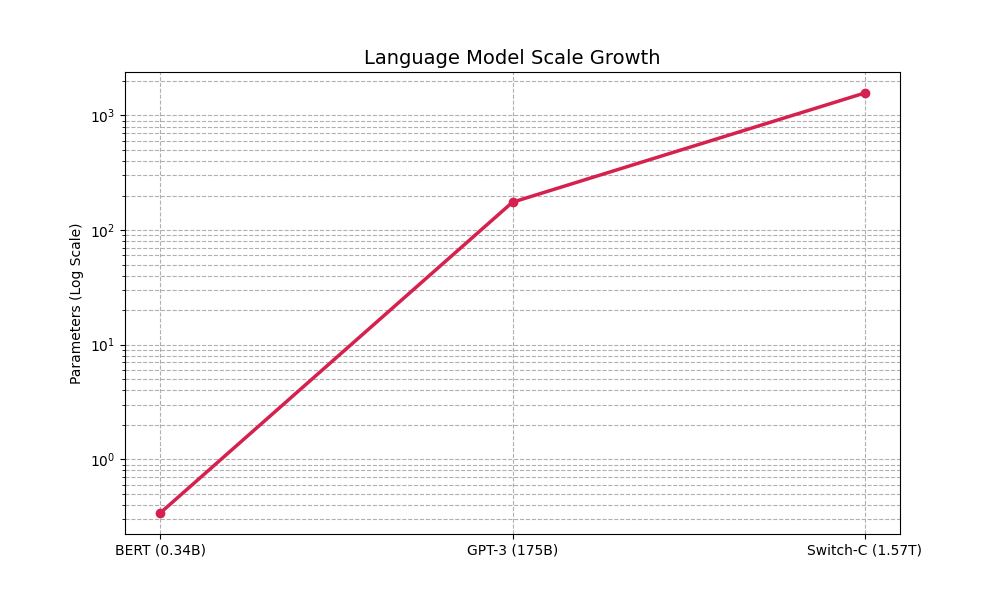 Language Model Scale Growth
Parameters (Log Scale)
10³
10²
10¹
10⁰
BERT (0.34B)
GPT-3 (175B)
Switch-C (1.57T)